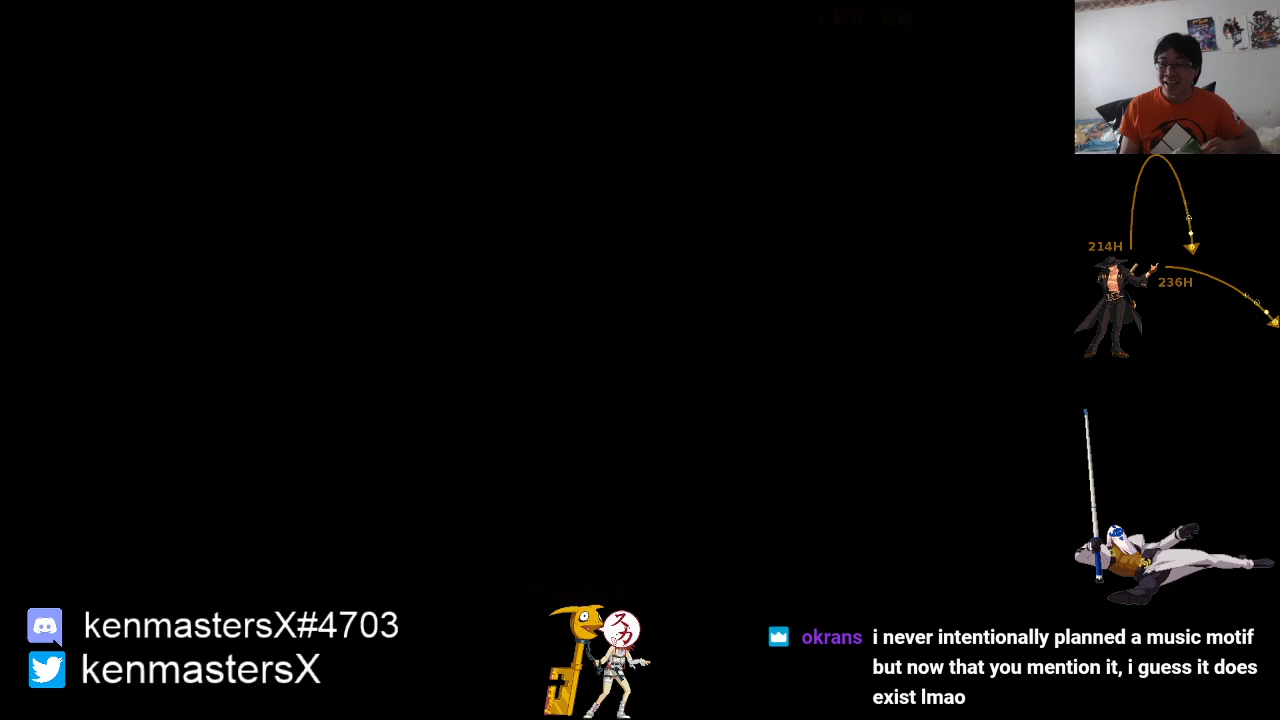 214H
236H
スカ
kenmastersX#4703
kenmastersX
okrans i never intentionally planned a music motif
but now that you mention it, i guess it does
exist lmao